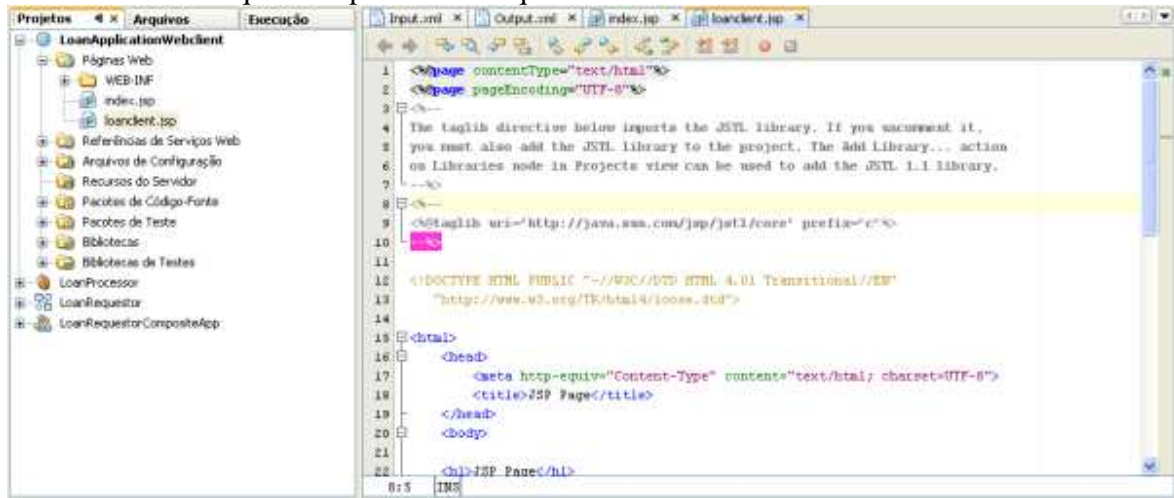 Projetos
Arquivos
Execução
LoanApplicationWebclient
Páginas Web
WEB-INF
index.jsp
loanclient.jsp
Referências de Serviços Web
Arquivos de Configuração
Recursos do Servidor
Pacotes de Código-Fonte
Pacotes de Teste
Bibliotecas
Bibliotecas de Testes
LoanProcessor
LoanRequestor
LoanRequestorCompositeApp
Input.xml
Output.xml
index.jsp
loanclient.jsp
1 <%@page contentType="text/html"%>
2 <%@page pageEncoding="UTF-8"%>
3 <%--
4 The taglib directive below imports the JSTL library. If you uncomment it,
5 you must also add the JSTL library to the project. The Add Library... action
6 on Libraries node in Projects view can be used to add the JSTL 1.1 library.
7 --%>
8 <%--
9 <%@taglib uri="http://java.sun.com/jsp/jstl/core" prefix="c"%>
10 --%>
11
12 <!DOCTYPE HTML PUBLIC "-//W3C//DTD HTML 4.01 Transitional//EN"
13 "http://www.w3.org/TR/html4/loose.dtd">
14
15 <html>
16 <head>
17 <meta http-equiv="Content-Type" content="text/html; charset=UTF-8">
18 <title>JSP Page</title>
19 </head>
20 <body>
21
22 <h1>JSP Page</h1>
8:5 INS